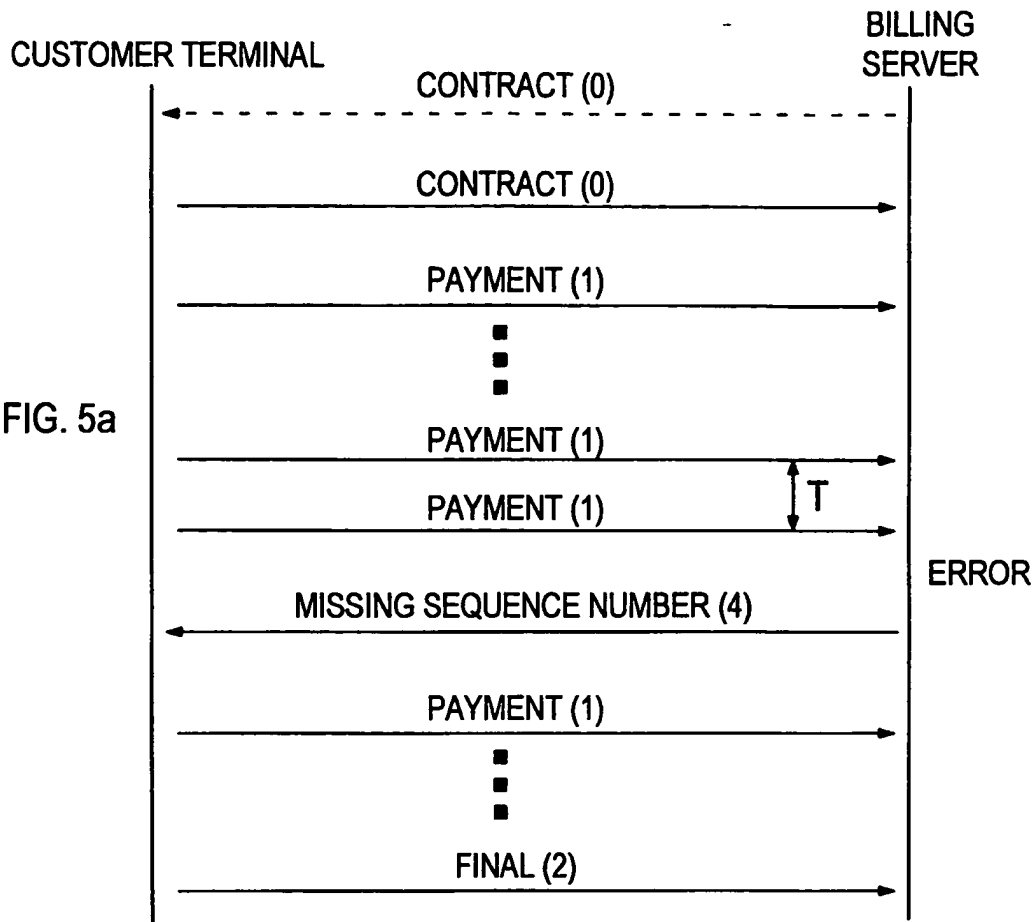 CUSTOMER TERMINAL
BILLING
SERVER
CONTRACT (0)
CONTRACT (0)
PAYMENT (1)
FIG. 5a
PAYMENT (1)
T
PAYMENT (1)
ERROR
MISSING SEQUENCE NUMBER (4)
PAYMENT (1)
FINAL (2)